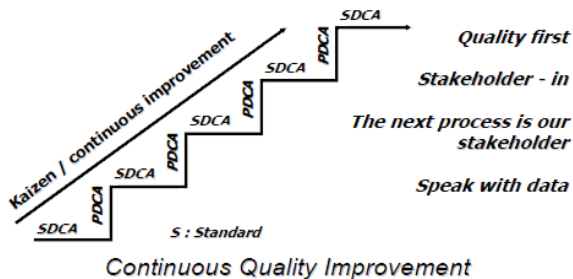 SDCA
Quality first
PDCA
SDCA
Stakeholder - in
Kaizen / continuous improvement
PDCA
SDCA
The next process is our
stakeholder
PDCA
SDCA
Speak with data
PDCA
SDCA
S : Standard
Continuous Quality Improvement